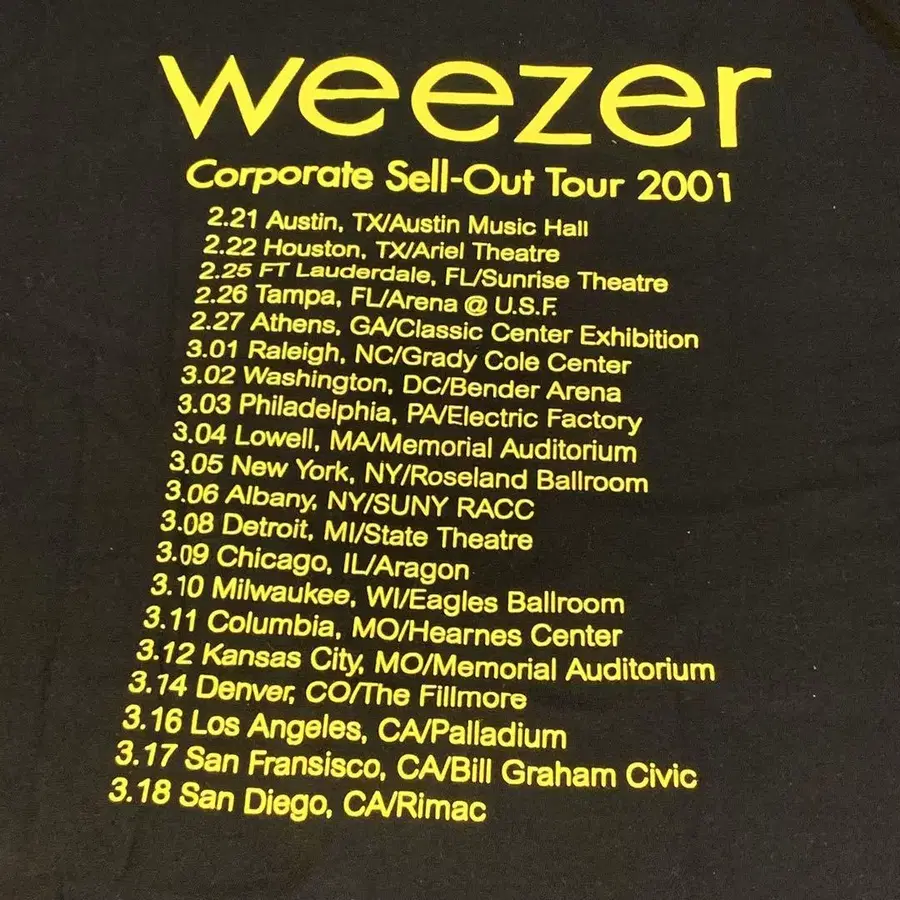 weezer
Corporate Sell-Out Tour 2001
2.21 Austin, TX/Austin Music Hall
2.22 Houston, TX/Ariel Theatre
2.25 FT Lauderdale, FL/Sunrise Theatre
2.26 Tampa, FL/Arena @ U.S.F.
2.27 Athens, GA/Classic Center Exhibition
3.01 Raleigh, NC/Grady Cole Center
3.02 Washington, DC/Bender Arena
3.03 Philadelphia, PA/Electric Factory
3.04 Lowell, MA/Memorial Auditorium
3.05 New York, NY/Roseland Ballroom
3.06 Albany, NY/SUNY RACC
3.08 Detroit, MI/State Theatre
3.09 Chicago, IL/Aragon
3.10 Milwaukee, WI/Eagles Ballroom
3.11 Columbia, MO/Hearnes Center
3.12 Kansas City, MO/Memorial Auditorium
3.14 Denver, CO/The Fillmore
3.16 Los Angeles, CA/Palladium
3.17 San Fransisco, CA/Bill Graham Civic
3.18 San Diego, CA/Rimac